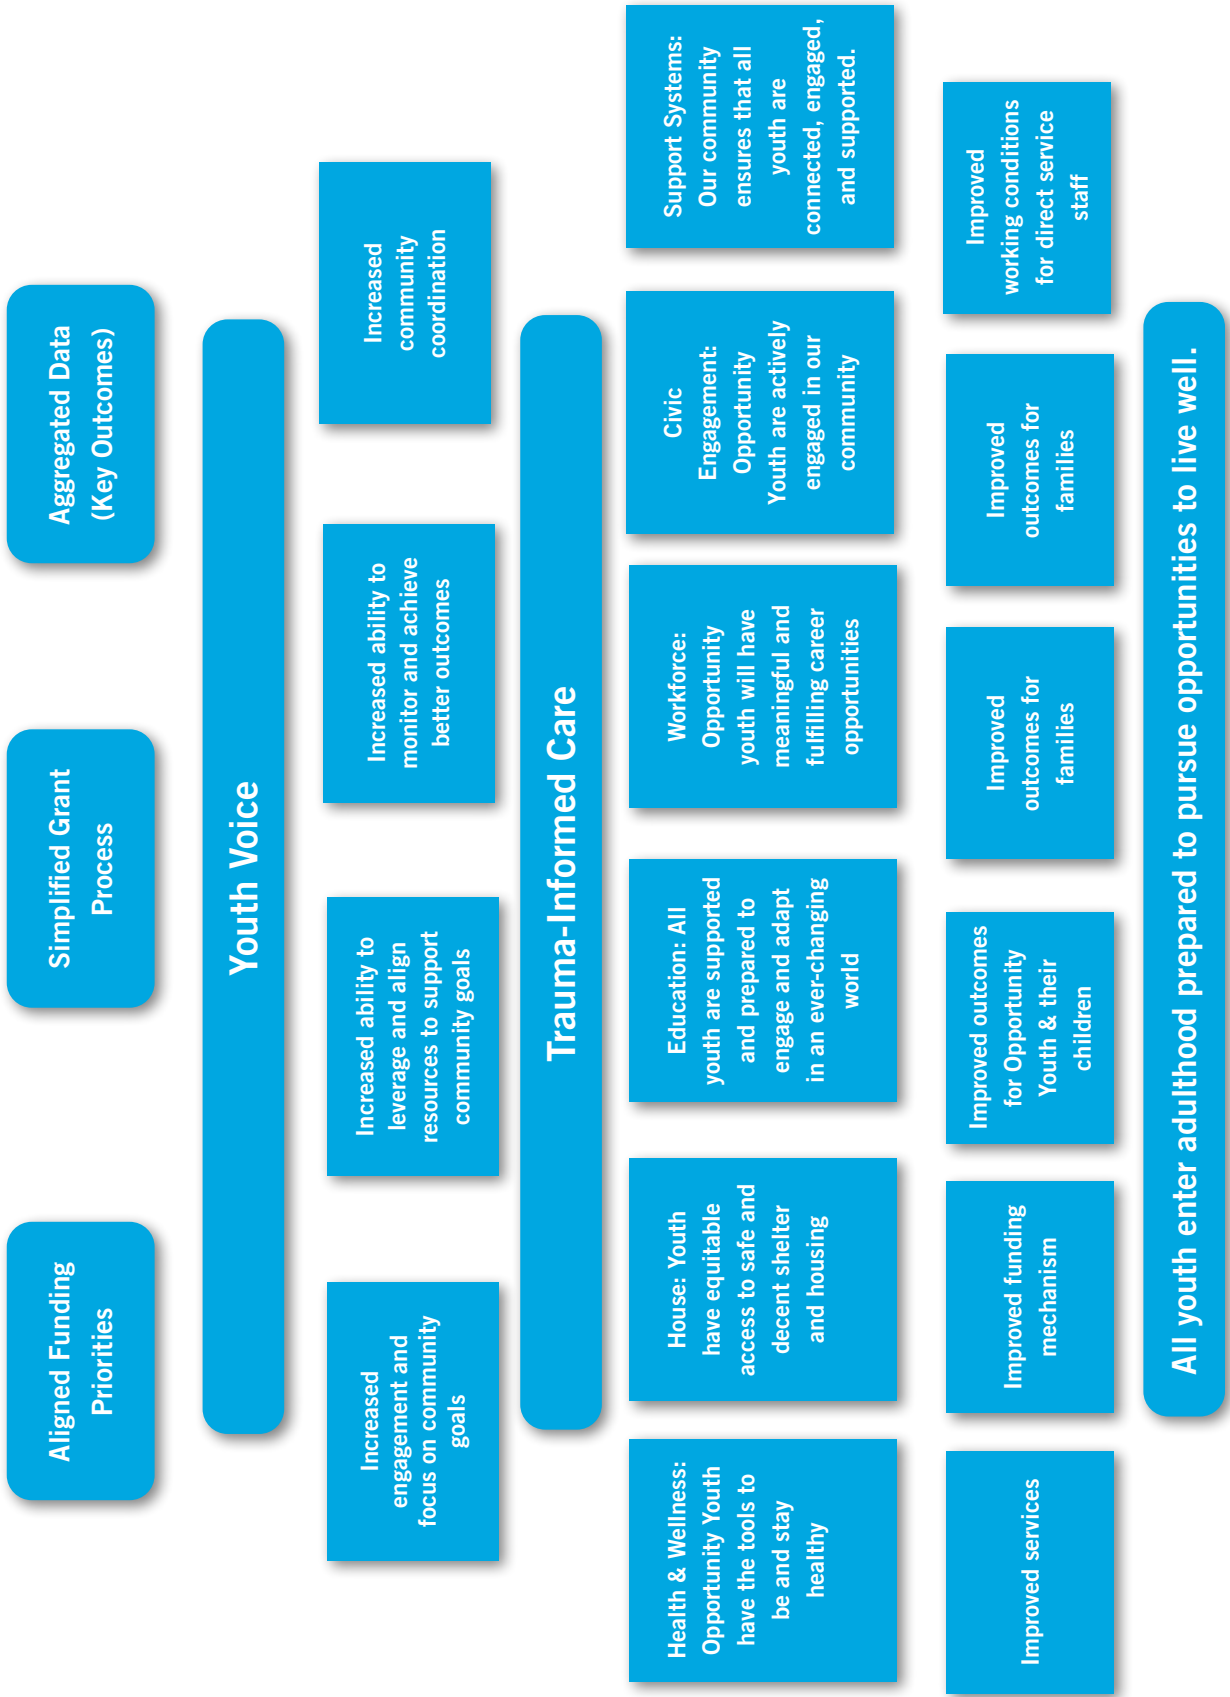 Aligned Funding
Priorities
Simplified Grant
Process
Aggregated Data
(Key Outcomes)
Youth Voice
Increased
engagement and
focus on community
goals
Increased ability to
leverage and align
resources to support
community goals
Increased ability to
monitor and achieve
better outcomes
Increased
community
coordination
Trauma-Informed Care
Health & Wellness:
Opportunity Youth
have the tools to
be and stay
healthy
House: Youth
have equitable
access to safe and
decent shelter
and housing
Education: All
youth are supported
and prepared to
engage and adapt
in an ever-changing
world
Workforce:
Opportunity
youth will have
meaningful and
fulfilling career
opportunities
Civic
Engagement:
Opportunity
Youth are actively
engaged in our
community
Support Systems:
Our community
ensures that all
youth are
connected, engaged,
and supported.
Improved services
Improved funding
mechanism
Improved outcomes
for Opportunity
Youth & their
children
Improved
outcomes for
families
Improved
outcomes for
families
Improved
working conditions
for direct service
staff
All youth enter adulthood prepared to pursue opportunities to live well.